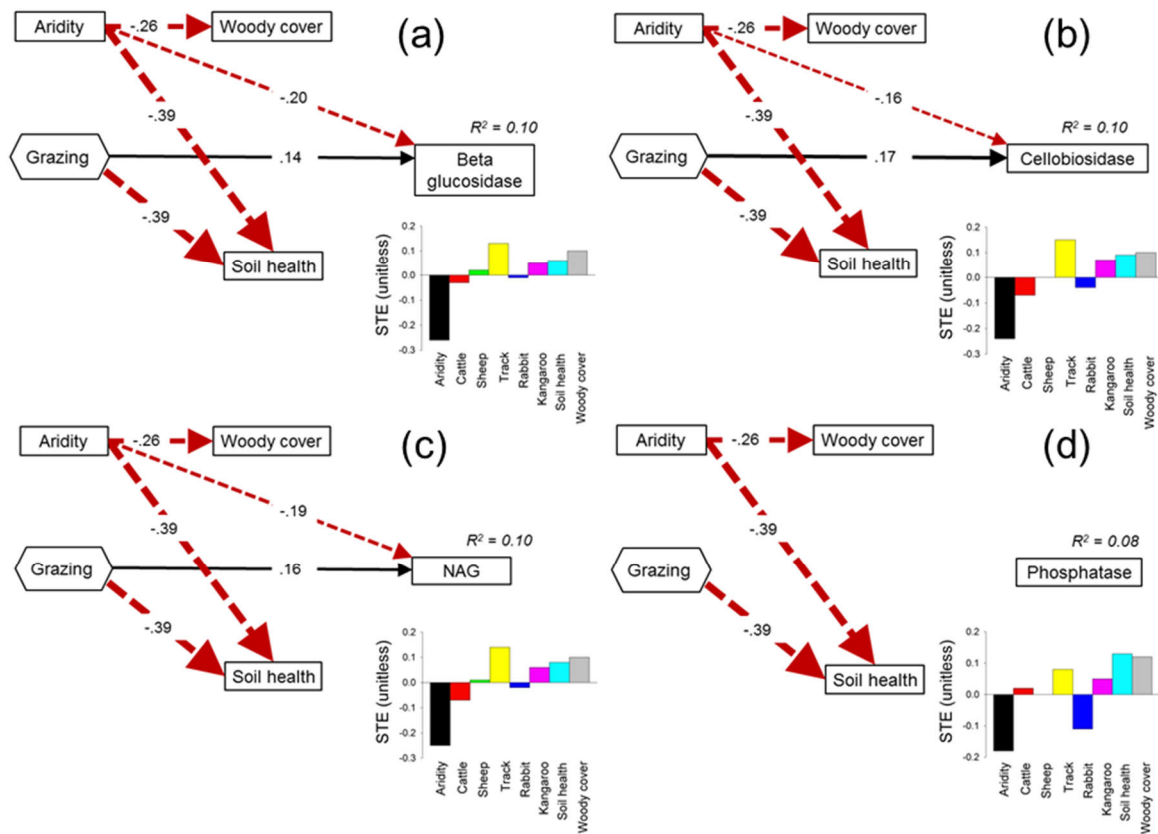 (a)
Aridity
-.26
Woody cover
-.20
-.39
R² = 0.10
Grazing
.14
Beta
glucosidase
-.39
Soil health
STE (unitless)
0.2
0.1
0.0
-0.1
-0.2
-0.3
Aridity
Cattle
Sheep
Track
Rabbit
Kangaroo
Soil health
Woody cover
(b)
Aridity
-.26
Woody cover
-.16
-.39
R² = 0.10
Grazing
.17
Cellobiosidase
-.39
Soil health
STE (unitless)
0.2
0.1
0.0
-0.1
-0.2
-0.3
Aridity
Cattle
Sheep
Track
Rabbit
Kangaroo
Soil health
Woody cover
(c)
Aridity
-.26
Woody cover
-.19
-.39
R² = 0.10
Grazing
.16
NAG
-.39
Soil health
STE (unitless)
0.2
0.1
0.0
-0.1
-0.2
-0.3
Aridity
Cattle
Sheep
Track
Rabbit
Kangaroo
Soil health
Woody cover
(d)
Aridity
-.26
Woody cover
-.39
R² = 0.08
Grazing
Phosphatase
-.39
Soil health
STE (unitless)
0.2
0.1
0.0
-0.1
-0.2
Aridity
Cattle
Sheep
Track
Rabbit
Kangaroo
Soil health
Woody cover